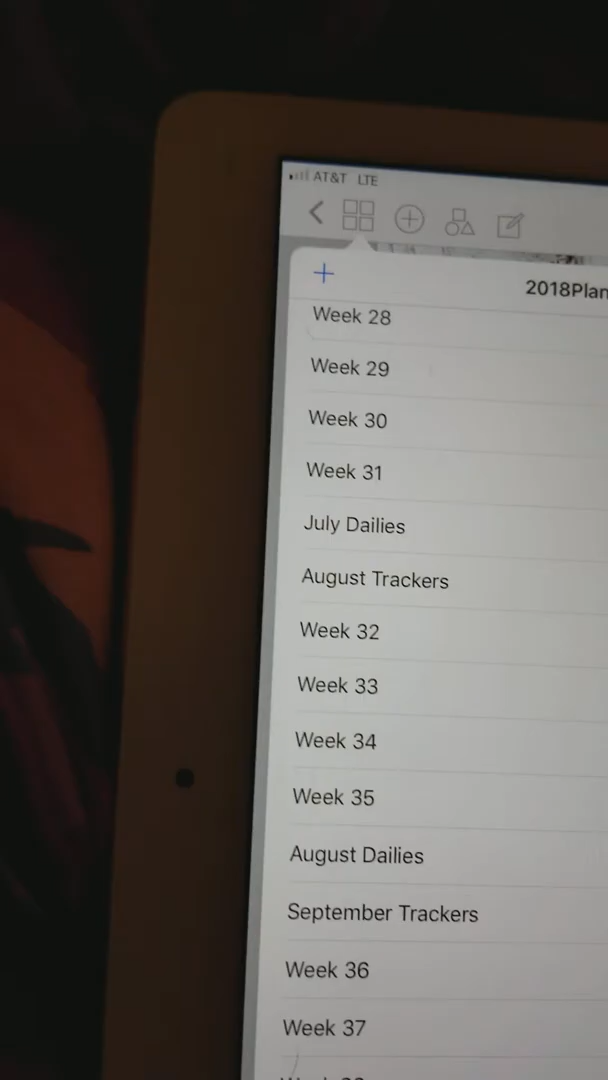 AT&T LTE
2018Plan
Week 28
Week 29
Week 30
Week 31
July Dailies
August Trackers
Week 32
Week 33
Week 34
Week 35
August Dailies
September Trackers
Week 36
Week 37